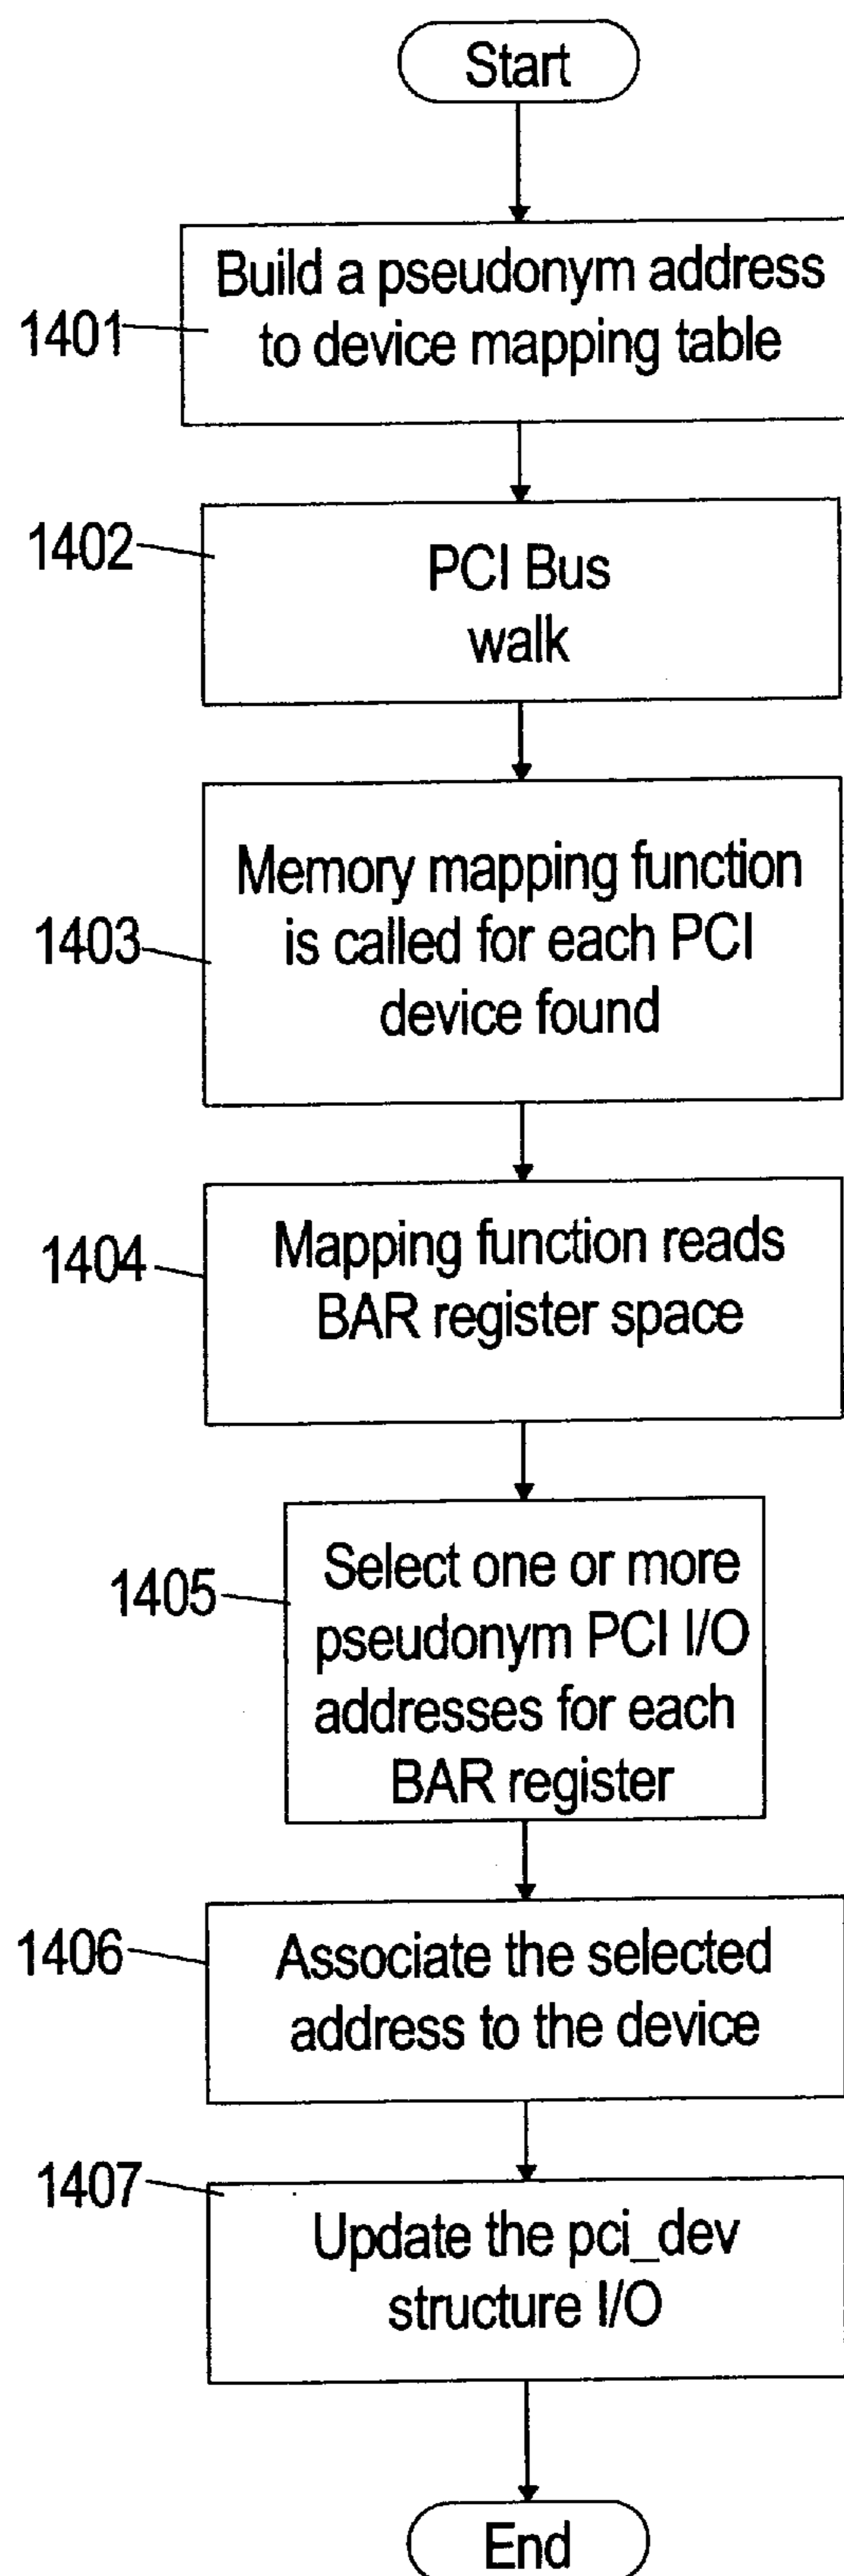 Start
1401
Build a pseudonym address
to device mapping table
1402
PCI Bus
walk
1403
Memory mapping function
is called for each PCI
device found
1404
Mapping function reads
BAR register space
1405
Select one or more
pseudonym PCI I/O
addresses for each
BAR register
1406
Associate the selected
address to the device
1407
Update the pci_dev
structure I/O
End